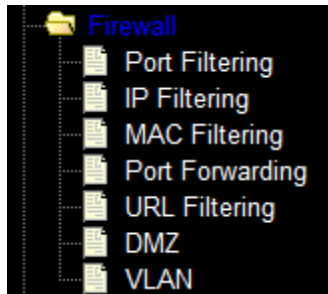 Firewall
Port Filtering
IP Filtering
MAC Filtering
Port Forwarding
URL Filtering
DMZ
VLAN